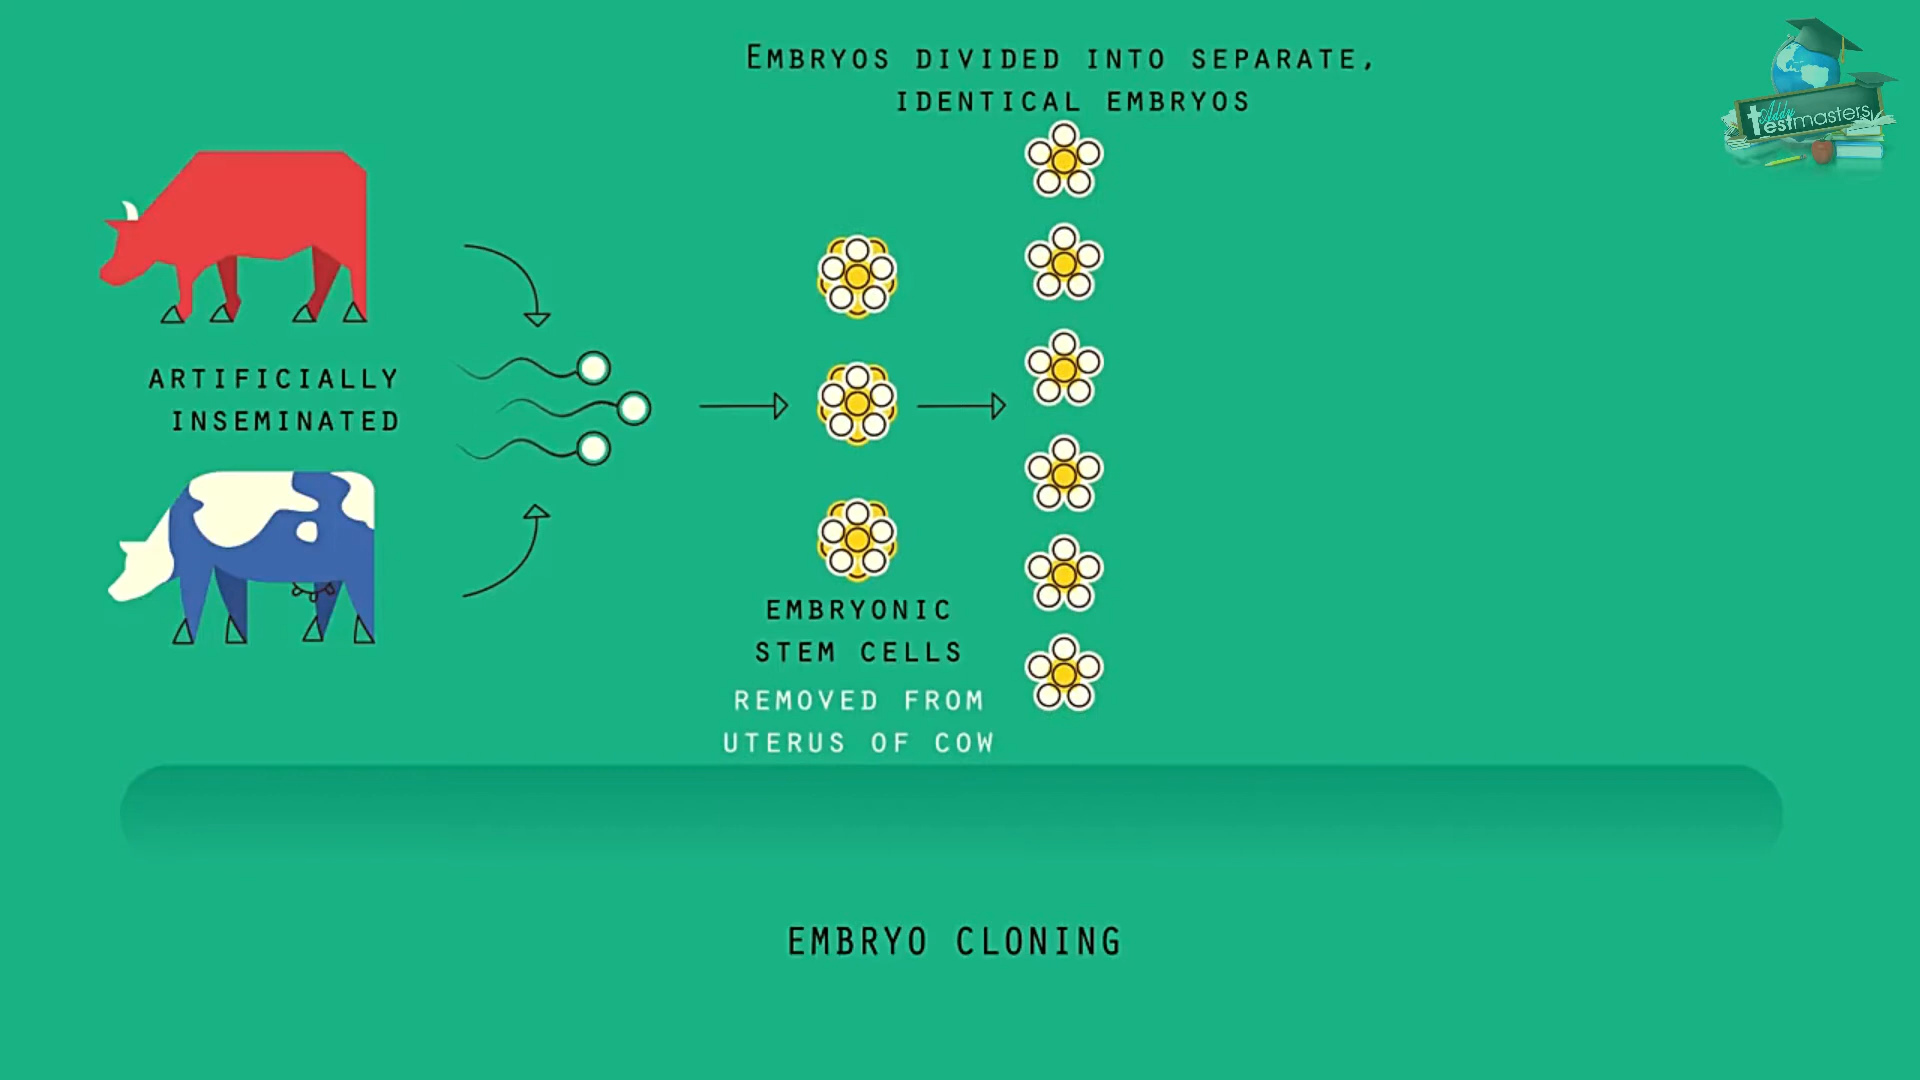 EMBRYOS DIVIDED INTO SEPARATE,
IDENTICAL EMBRYOS
Addy
testmasters
ARTIFICIALLY
INSEMINATED
EMBRYONIC
STEM CELLS
REMOVED FROM
UTERUS OF COW
EMBRYO CLONING